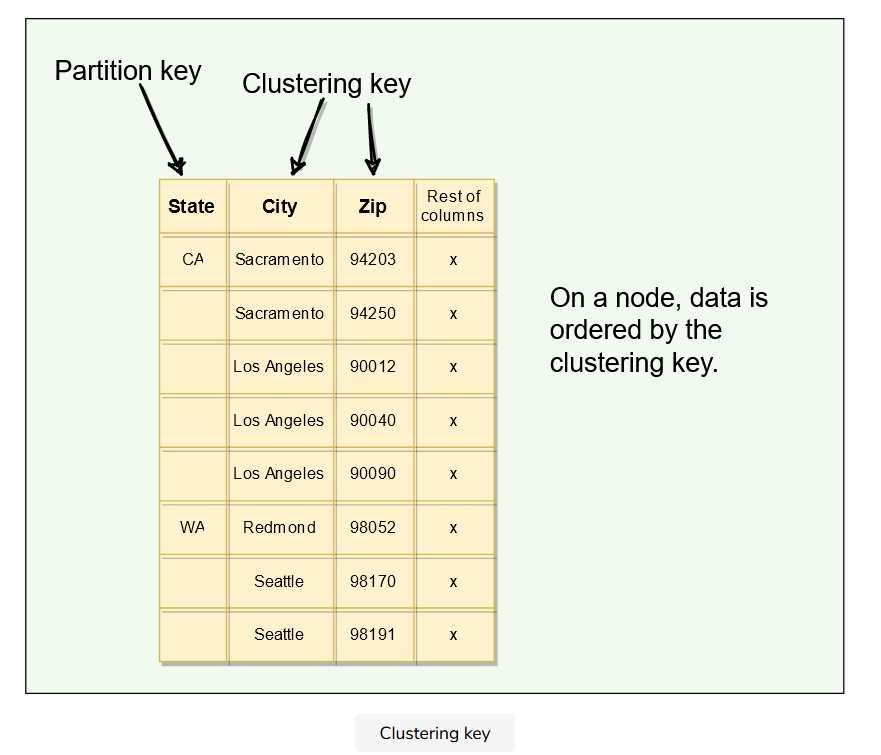 Partition key
Clustering key
State City Zip Rest of columns
CA Sacramento 94203 x
Sacramento 94250 x
Los Angeles 90012 x
Los Angeles 90040 x
Los Angeles 90090 x
WA Redmond 98052 x
Seattle 98170 x
Seattle 98191 x
On a node, data is
ordered by the
clustering key.
Clustering key